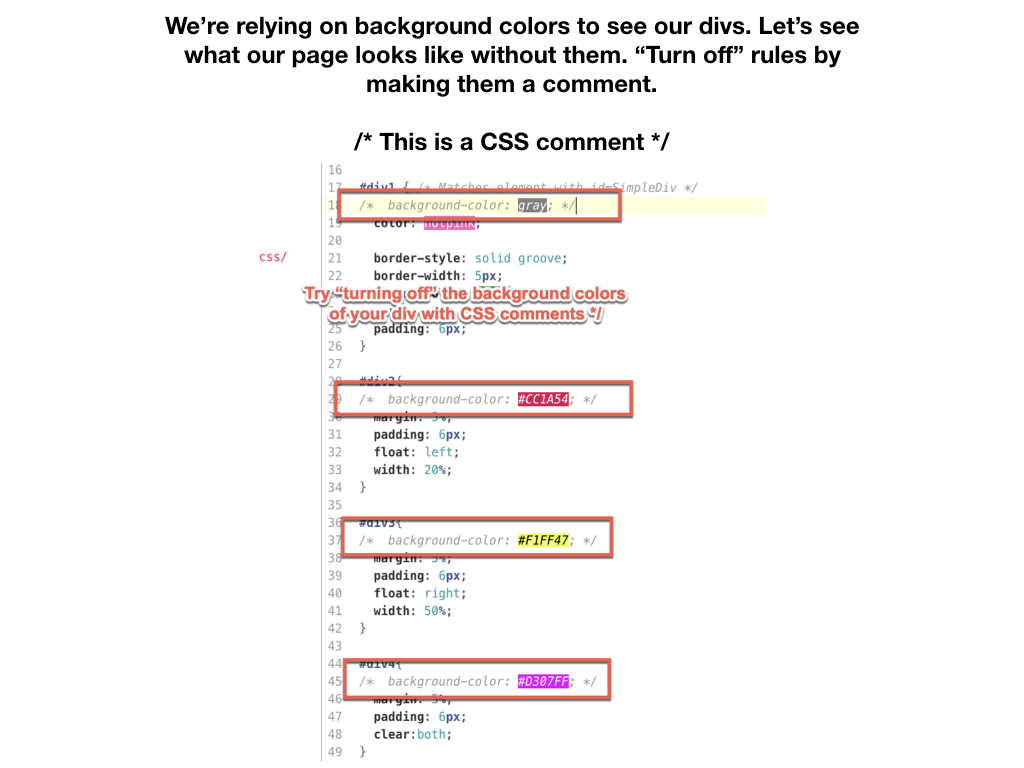 We’re relying on background colors to see our divs. Let’s see
what our page looks like without them. “Turn off” rules by
making them a comment.
/* This is a CSS comment */
16
17 #div1 { /* Matches element with id=SimpleDiv */
18 /* background-color: gray; */
19 color: hotpink;
20
css/
21 border-style: solid groove;
22 border-width: 5px;
Try “turning off” the background colors
of your div with CSS comments */
25 padding: 6px;
26 }
27
28 #div2{
29 /* background-color: #CC1A54; */
30 margin: 5%;
31 padding: 6px;
32 float: left;
33 width: 20%;
34 }
35
36 #div3{
37 /* background-color: #F1FF47; */
38 margin: 5%;
39 padding: 6px;
40 float: right;
41 width: 50%;
42 }
43
44 #div4{
45 /* background-color: #D307FF; */
46 margin: 5%;
47 padding: 6px;
48 clear:both;
49 }